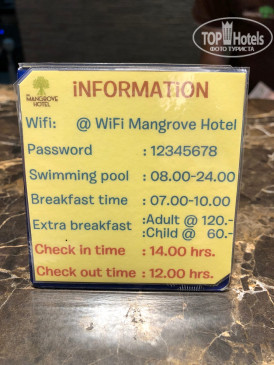 TOP Hotels
ФОТО ТУРИСТА
MANGROVE
HOTEL
iNFORMATION
Wifi: @ WiFi Mangrove Hotel
Password : 12345678
Swimming pool : 08.00-24.00
Breakfast time : 07.00-10.00
Extra breakfast :Adult @ 120.-
:Child @ 60.-
Check in time : 14.00 hrs.
Check out time : 12.00 hrs.